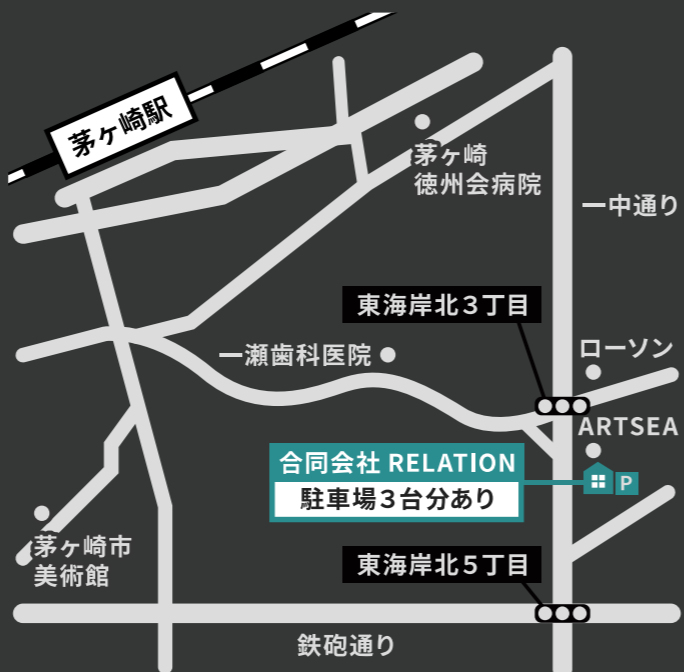 茅ヶ崎駅
茅ヶ崎
徳州会病院
一中通り
東海岸北3丁目
一瀬歯科医院
ローソン
ARTSEA
合同会社 RELATION
駐車場3台分あり
P
茅ヶ崎市
美術館
東海岸北5丁目
鉄砲通り